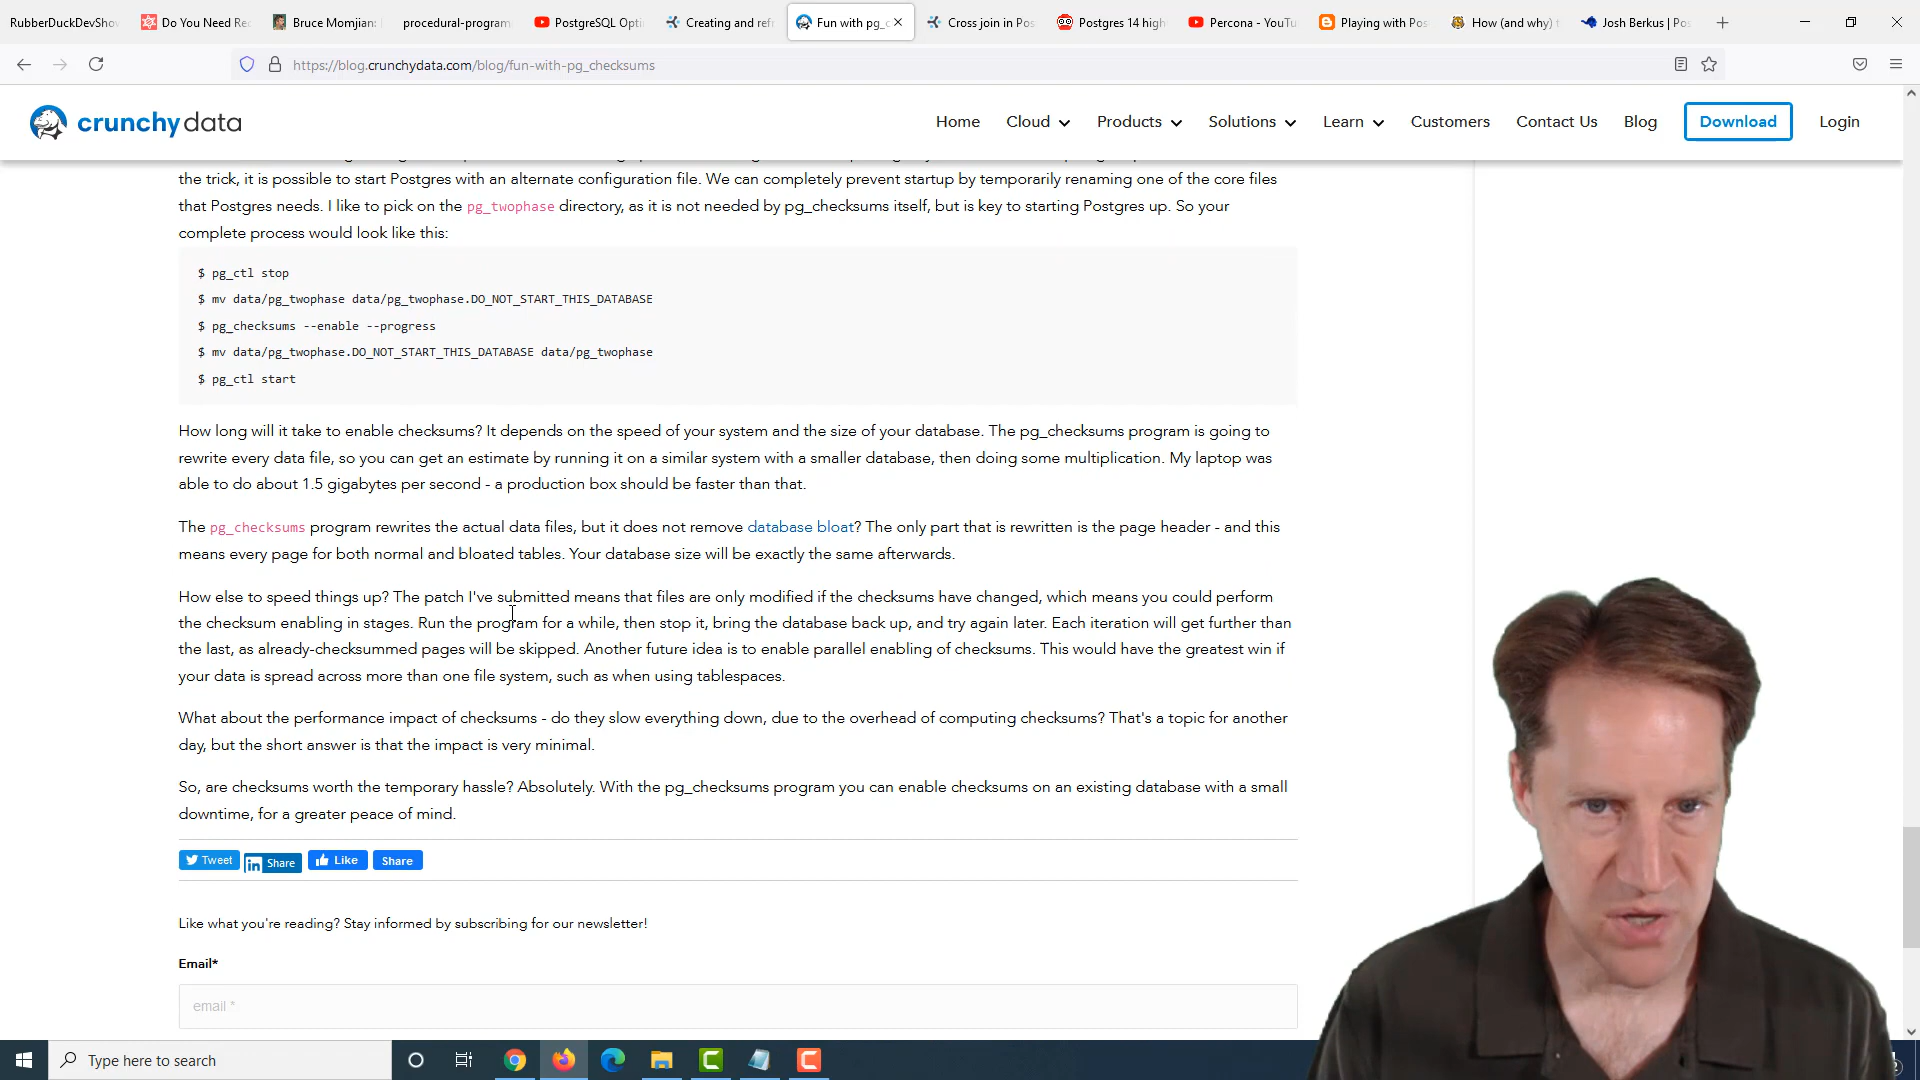 RubberDuckDevShow
Do You Need Re
Bruce Momjian:
procedural-program
PostgreSQL Opti
Creating and refr
Fun with pg_c
Cross join in Pos
Postgres 14 high
Percona - YouTu
Playing with Pos
How (and why) t
Josh Berkus | Pos
https://blog.crunchydata.com/blog/fun-with-pg_checksums
crunchy data
Home
Cloud
Products
Solutions
Learn
Customers
Contact Us
Blog
Download
Login
the trick, it is possible to start Postgres with an alternate configuration file. We can completely prevent startup by temporarily renaming one of the core files
that Postgres needs. I like to pick on the pg_twophase directory, as it is not needed by pg_checksums itself, but is key to starting Postgres up. So your
complete process would look like this:
$ pg_ctl stop
$ mv data/pg_twophase data/pg_twophase.DO_NOT_START_THIS_DATABASE
$ pg_checksums --enable --progress
$ mv data/pg_twophase.DO_NOT_START_THIS_DATABASE data/pg_twophase
$ pg_ctl start
How long will it take to enable checksums? It depends on the speed of your system and the size of your database. The pg_checksums program is going to
rewrite every data file, so you can get an estimate by running it on a similar system with a smaller database, then doing some multiplication. My laptop was
able to do about 1.5 gigabytes per second - a production box should be faster than that.
The pg_checksums program rewrites the actual data files, but it does not remove database bloat? The only part that is rewritten is the page header - and this
means every page for both normal and bloated tables. Your database size will be exactly the same afterwards.
How else to speed things up? The patch I've submitted means that files are only modified if the checksums have changed, which means you could perform
the checksum enabling in stages. Run the program for a while, then stop it, bring the database back up, and try again later. Each iteration will get further than
the last, as already-checksummed pages will be skipped. Another future idea is to enable parallel enabling of checksums. This would have the greatest win if
your data is spread across more than one file system, such as when using tablespaces.
What about the performance impact of checksums - do they slow everything down, due to the overhead of computing checksums? That's a topic for another
day, but the short answer is that the impact is very minimal.
So, are checksums worth the temporary hassle? Absolutely. With the pg_checksums program you can enable checksums on an existing database with a small
downtime, for a greater peace of mind.
Tweet
in Share
Like
Share
Like what you're reading? Stay informed by subscribing for our newsletter!
Email*
email *
Type here to search